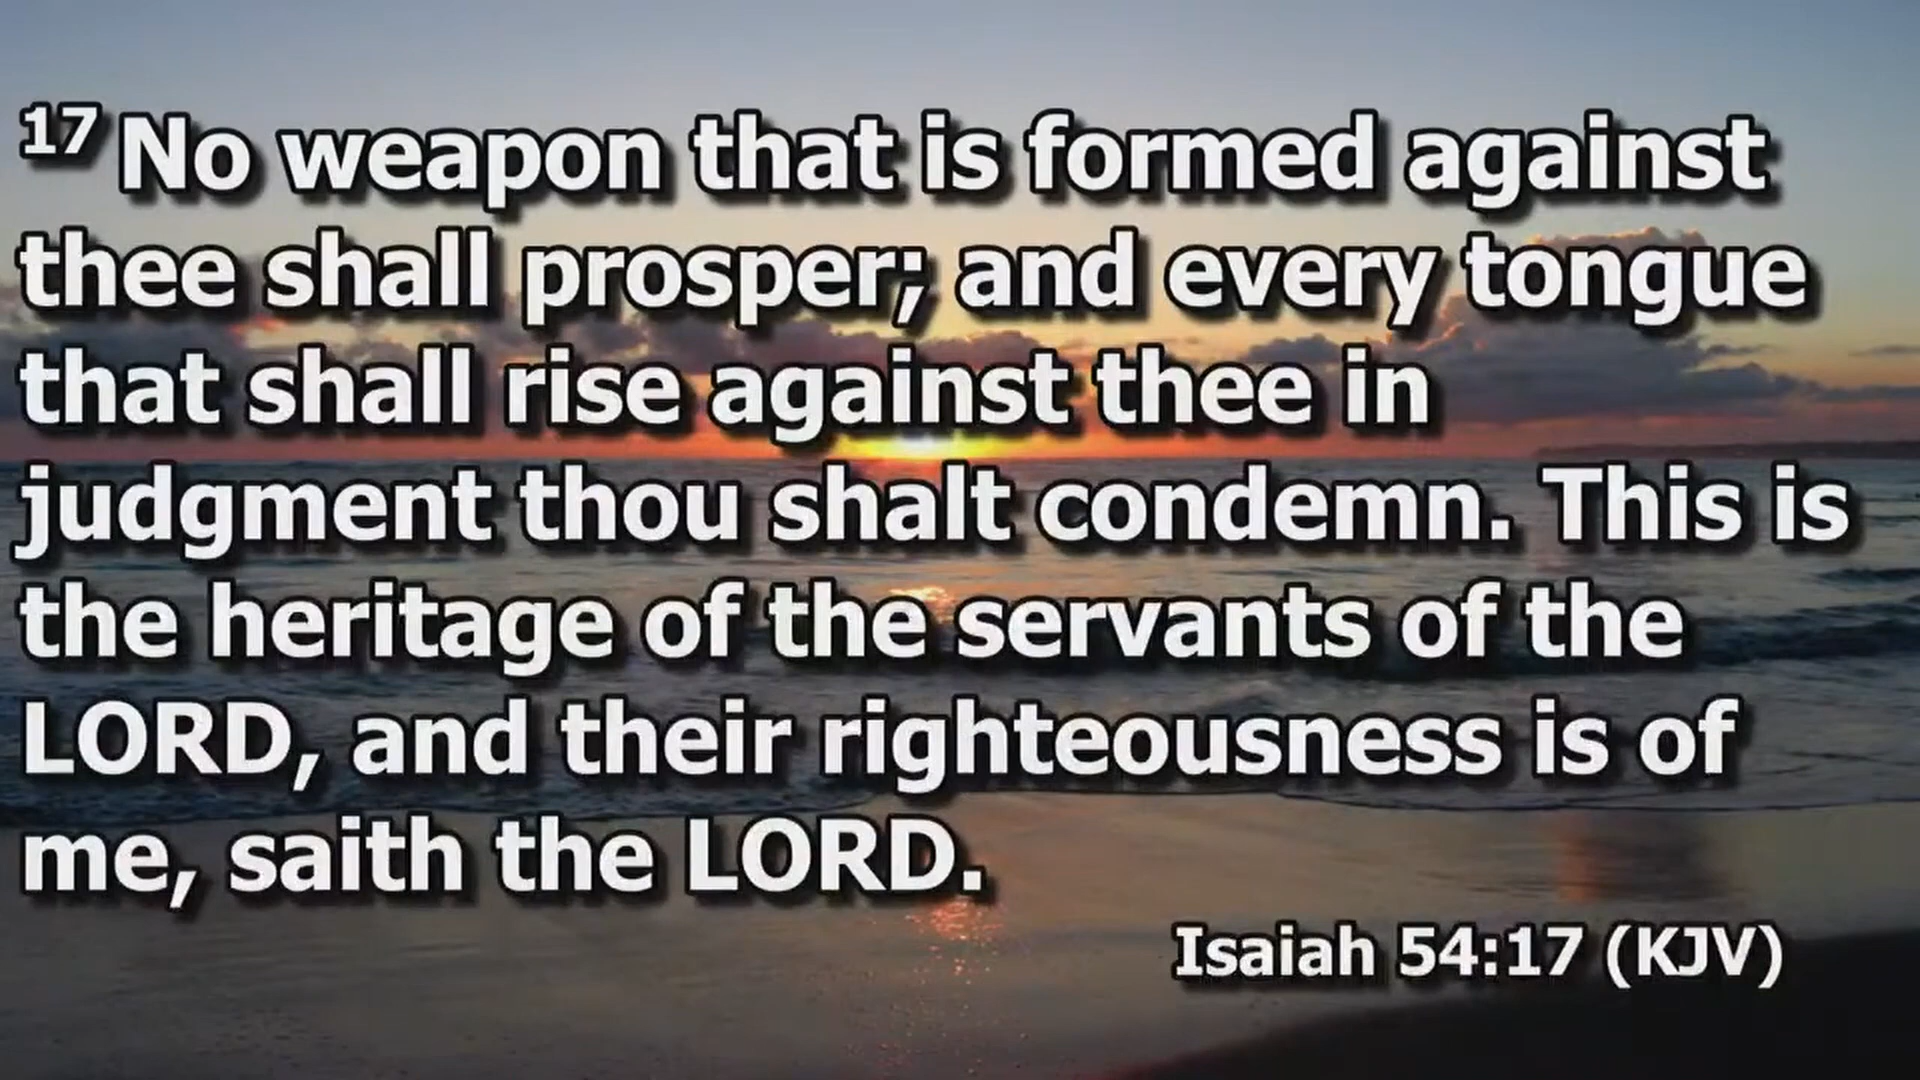 17 No weapon that is formed against
thee shall prosper; and every tongue
that shall rise against thee in
judgment thou shalt condemn. This is
the heritage of the servants of the
LORD, and their righteousness is of
me, saith the LORD.
Isaiah 54:17 (KJV)